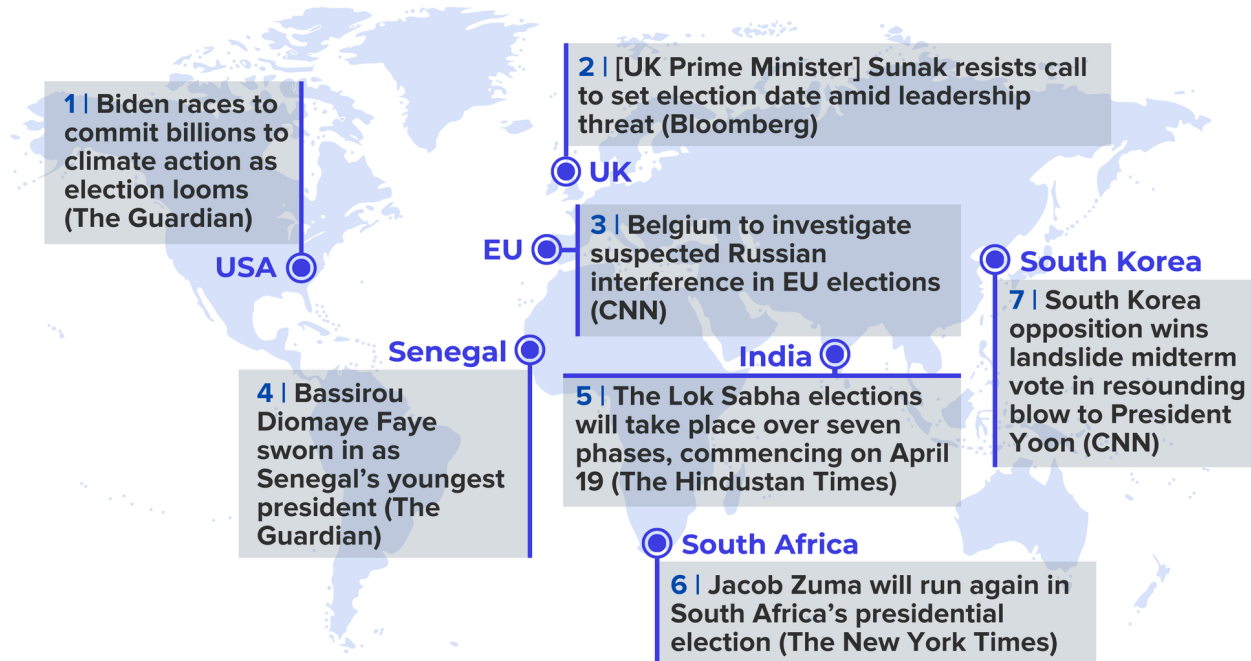 1 | Biden races to
commit billions to
climate action as
election looms
(The Guardian)
USA
2 | [UK Prime Minister] Sunak resists call
to set election date amid leadership
threat (Bloomberg)
UK
EU
3 | Belgium to investigate
suspected Russian
interference in EU elections
(CNN)
Senegal
4 | Bassirou
Diomaye Faye
sworn in as
Senegal’s youngest
president (The
Guardian)
India
5 | The Lok Sabha elections
will take place over seven
phases, commencing on April
19 (The Hindustan Times)
South Africa
6 | Jacob Zuma will run again in
South Africa’s presidential
election (The New York Times)
South Korea
7 | South Korea
opposition wins
landslide midterm
vote in resounding
blow to President
Yoon (CNN)